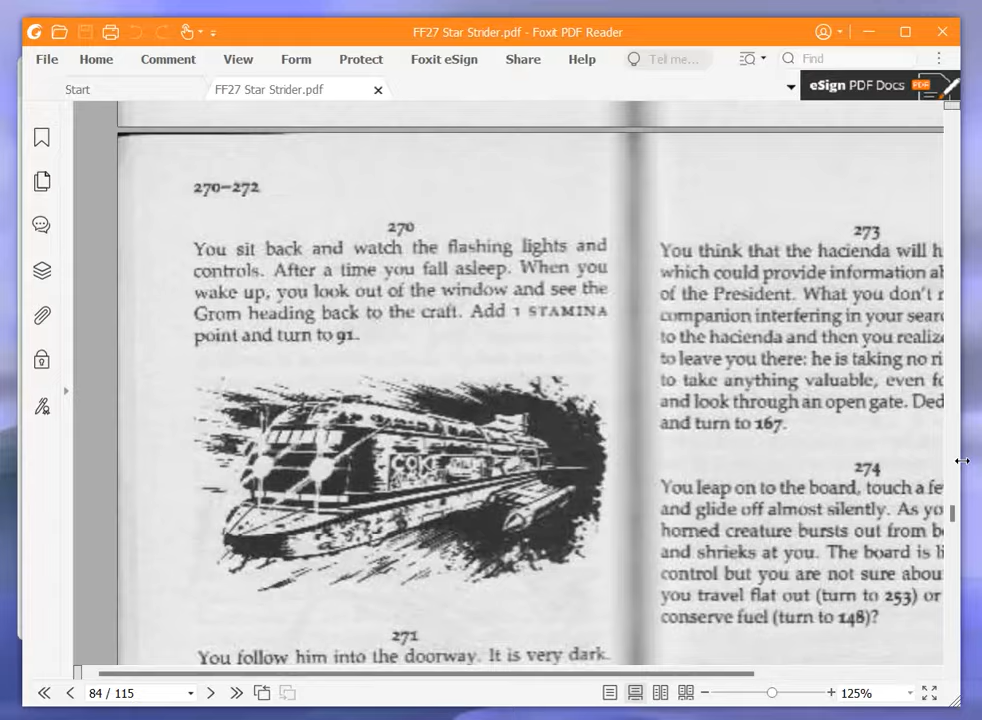 FF27 Star Strider.pdf - Foxit PDF Reader
File Home Comment View Form Protect Foxit eSign Share Help Tell me... Find
Start FF27 Star Strider.pdf eSign PDF Docs PDF
270–272
270
You sit back and watch the flashing lights and
controls. After a time you fall asleep. When you
wake up, you look out of the window and see the
Grom heading back to the craft. Add 1 STAMINA
point and turn to 91.
COKE
271
You follow him into the doorway. It is very dark.
273
You think that the hacienda will h
which could provide information a
of the President. What you don't
companion interfering in your sear
to the hacienda and then you realiz
to leave you there: he is taking no ri
to take anything valuable, even fo
and look through an open gate. Ded
and turn to 167.
274
You leap on to the board, touch a fe
and glide off almost silently. As yo
horned creature bursts out from b
and shrieks at you. The board is li
control but you are not sure abou
you travel flat out (turn to 253) or
conserve fuel (turn to 148)?
84 / 115 125%